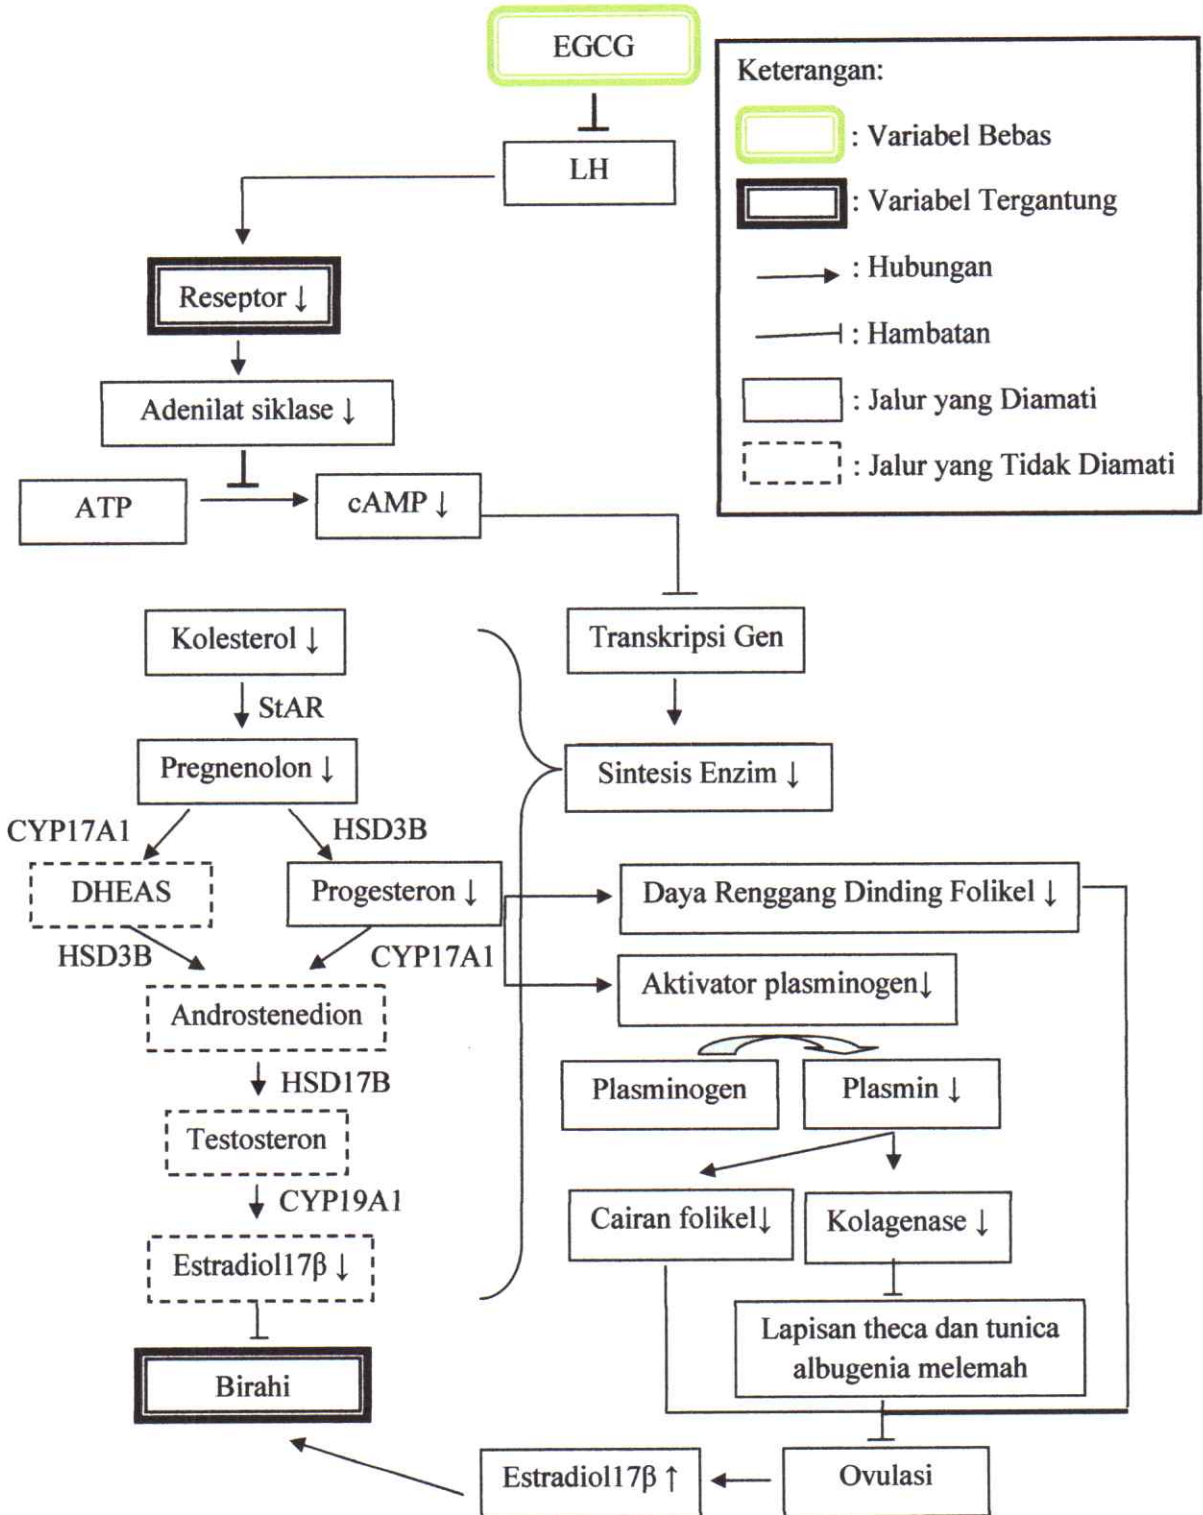 EGCG
Keterangan:
: Variabel Bebas
: Variabel Tergantung
: Hubungan
: Hambatan
: Jalur yang Diamati
: Jalur yang Tidak Diamati
LH
Reseptor ↓
Adenilat siklase ↓
ATP
cAMP ↓
Transkripsi Gen
Sintesis Enzim ↓
Kolesterol ↓
StAR
Pregnenolon ↓
CYP17A1
HSD3B
DHEAS
Progesteron ↓
HSD3B
CYP17A1
Androstenedion
HSD17B
Testosteron
CYP19A1
Estradiol17β ↓
Birahi
Daya Renggang Dinding Folikel ↓
Aktivator plasminogen↓
Plasminogen
Plasmin ↓
Cairan folikel↓
Kolagenase ↓
Lapisan theca dan tunica
albugenia melemah
Ovulasi
Estradiol17β ↑